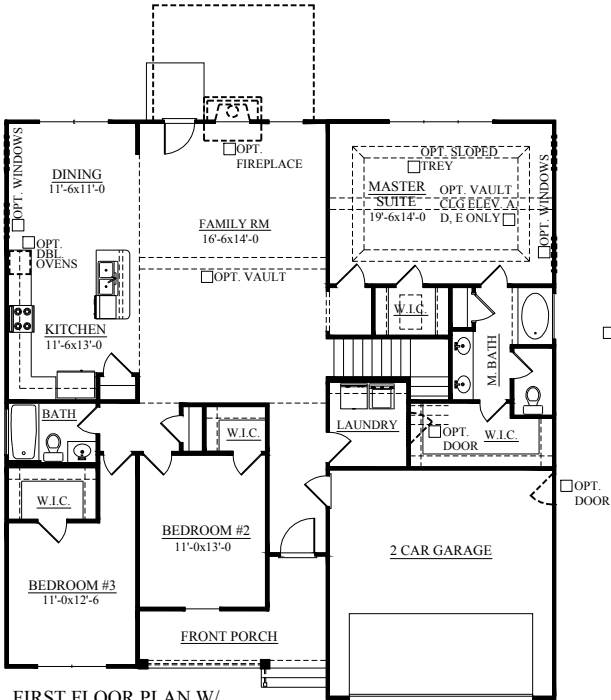 OPT. WINDOWS
DINING
11'-6x11'-0
OPT.
FIREPLACE
OPT. SLOPED
TREY
MASTER
SUITE
19'-6x14'-0
OPT. VAULT
CLG ELEV. A,
D, E ONLY
OPT. WINDOWS
FAMILY RM
16'-6x14'-0
OPT.
DBL.
OVENS
OPT. VAULT
W.I.C.
KITCHEN
11'-6x13'-0
M. BATH
BATH
W.I.C.
LAUNDRY
OPT.
DOOR
W.I.C.
W.I.C.
OPT.
DOOR
BEDROOM #2
11'-0x13'-0
2 CAR GARAGE
BEDROOM #3
11'-0x12'-6
FRONT PORCH
FIRST FLOOR PLAN W/